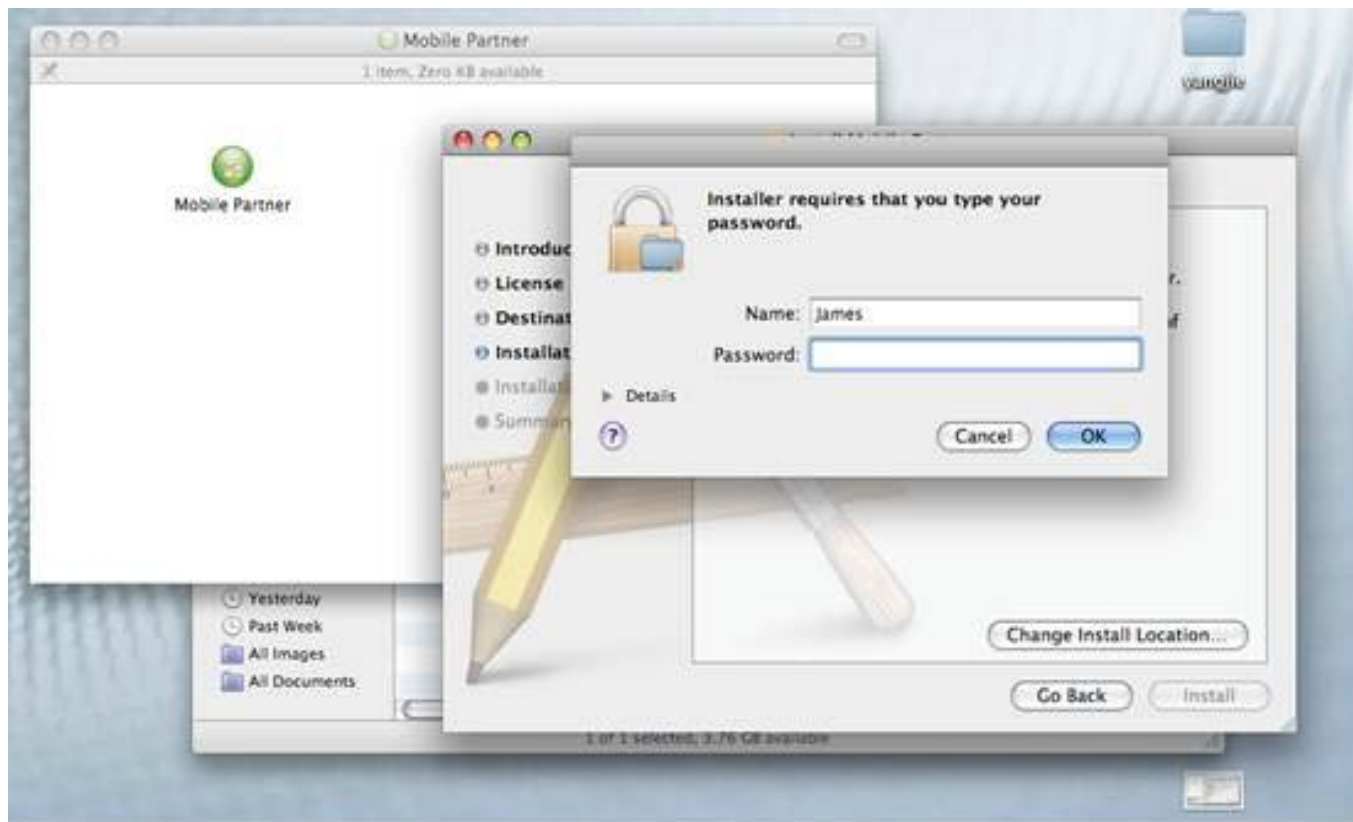 Mobile Partner
1 item, Zero KB available
Mobile Partner
yangjie
Installer requires that you type your
password.
Name: James
Password:
Details
?
Cancel OK
Introduc
License
Destinat
Installat
Installat
Summar
r.
of
Change Install Location...
Go Back Install
Yesterday
Past Week
All Images
All Documents
1 of 1 selected, 3.76 GB available